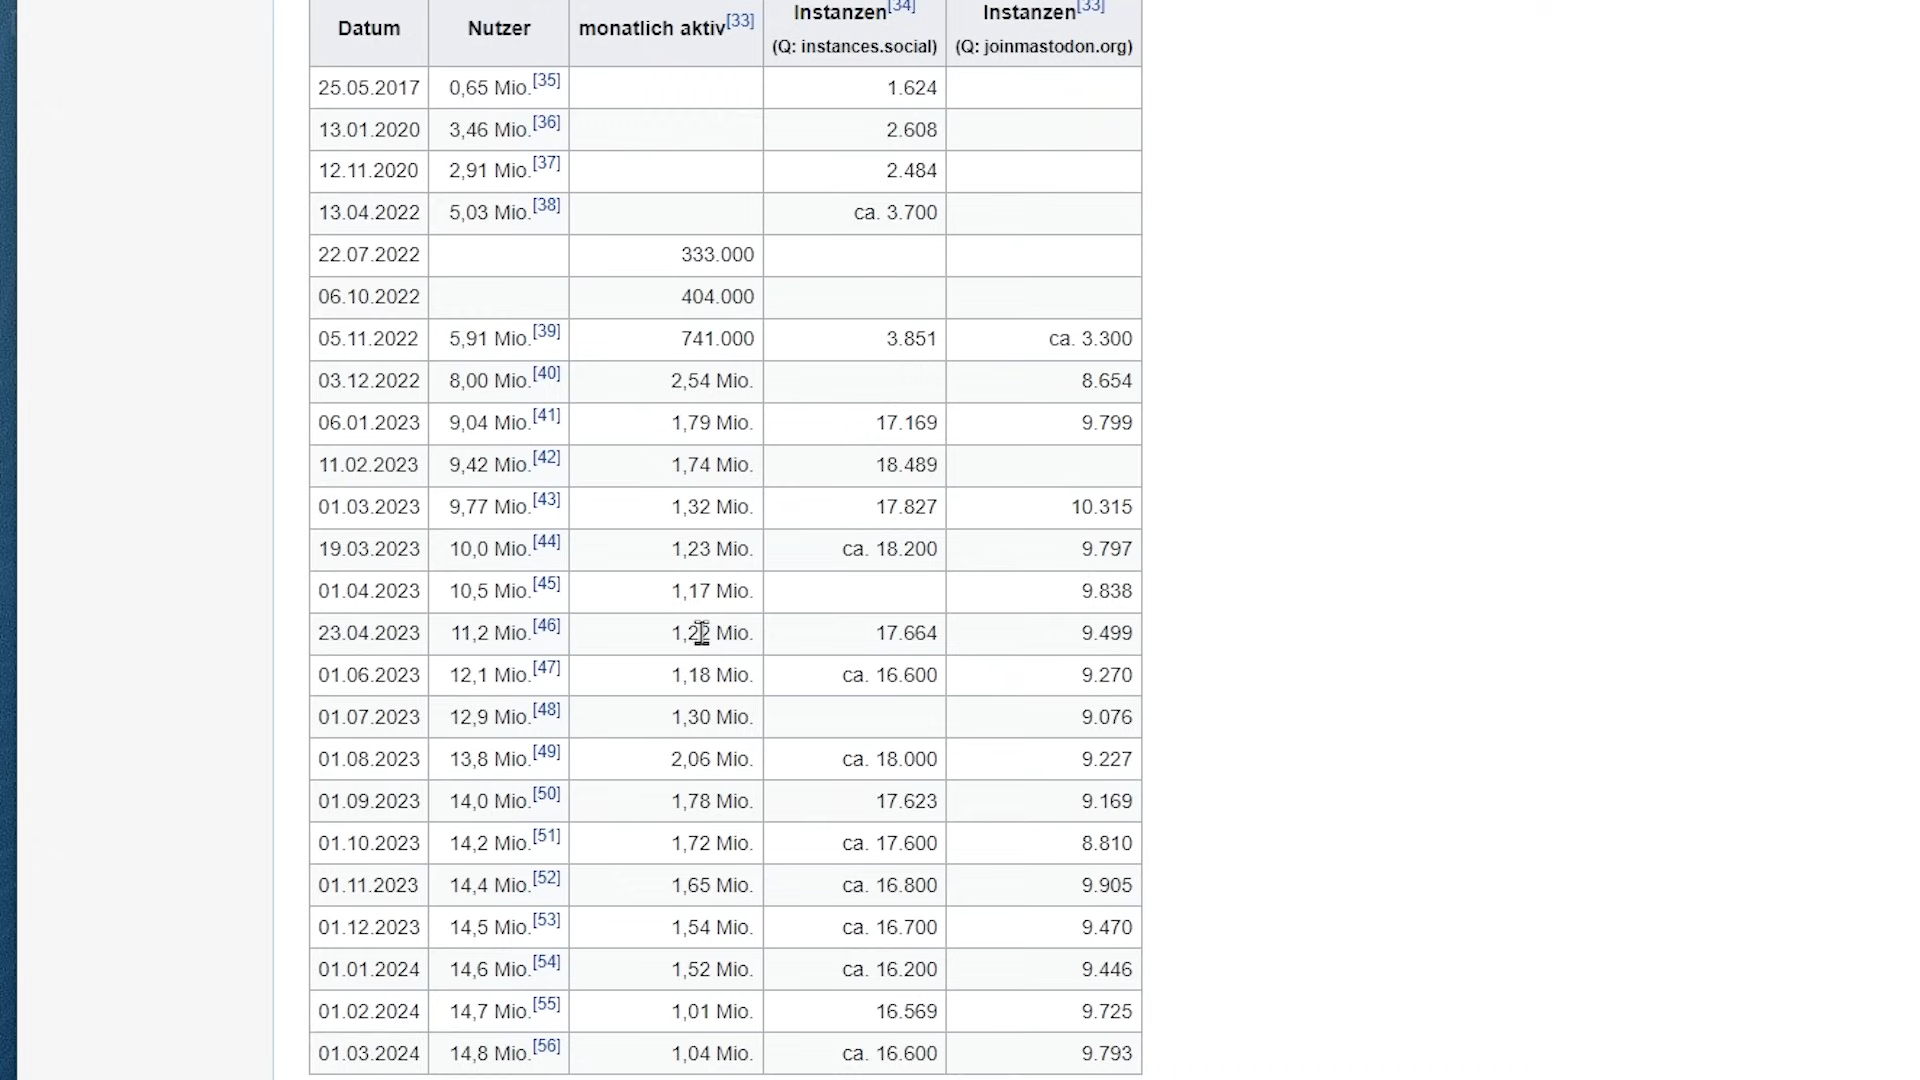 Datum Nutzer monatlich aktiv[33] Instanzen[34] (Q: instances.social) Instanzen[33] (Q: joinmastodon.org)
25.05.2017 0,65 Mio.[35] 1.624
13.01.2020 3,46 Mio.[36] 2.608
12.11.2020 2,91 Mio.[37] 2.484
13.04.2022 5,03 Mio.[38] ca. 3.700
22.07.2022 333.000
06.10.2022 404.000
05.11.2022 5,91 Mio.[39] 741.000 3.851 ca. 3.300
03.12.2022 8,00 Mio.[40] 2,54 Mio. 8.654
06.01.2023 9,04 Mio.[41] 1,79 Mio. 17.169 9.799
11.02.2023 9,42 Mio.[42] 1,74 Mio. 18.489
01.03.2023 9,77 Mio.[43] 1,32 Mio. 17.827 10.315
19.03.2023 10,0 Mio.[44] 1,23 Mio. ca. 18.200 9.797
01.04.2023 10,5 Mio.[45] 1,17 Mio. 9.838
23.04.2023 11,2 Mio.[46] 1,22 Mio. 17.664 9.499
01.06.2023 12,1 Mio.[47] 1,18 Mio. ca. 16.600 9.270
01.07.2023 12,9 Mio.[48] 1,30 Mio. 9.076
01.08.2023 13,8 Mio.[49] 2,06 Mio. ca. 18.000 9.227
01.09.2023 14,0 Mio.[50] 1,78 Mio. 17.623 9.169
01.10.2023 14,2 Mio.[51] 1,72 Mio. ca. 17.600 8.810
01.11.2023 14,4 Mio.[52] 1,65 Mio. ca. 16.800 9.905
01.12.2023 14,5 Mio.[53] 1,54 Mio. ca. 16.700 9.470
01.01.2024 14,6 Mio.[54] 1,52 Mio. ca. 16.200 9.446
01.02.2024 14,7 Mio.[55] 1,01 Mio. 16.569 9.725
01.03.2024 14,8 Mio.[56] 1,04 Mio. ca. 16.600 9.793